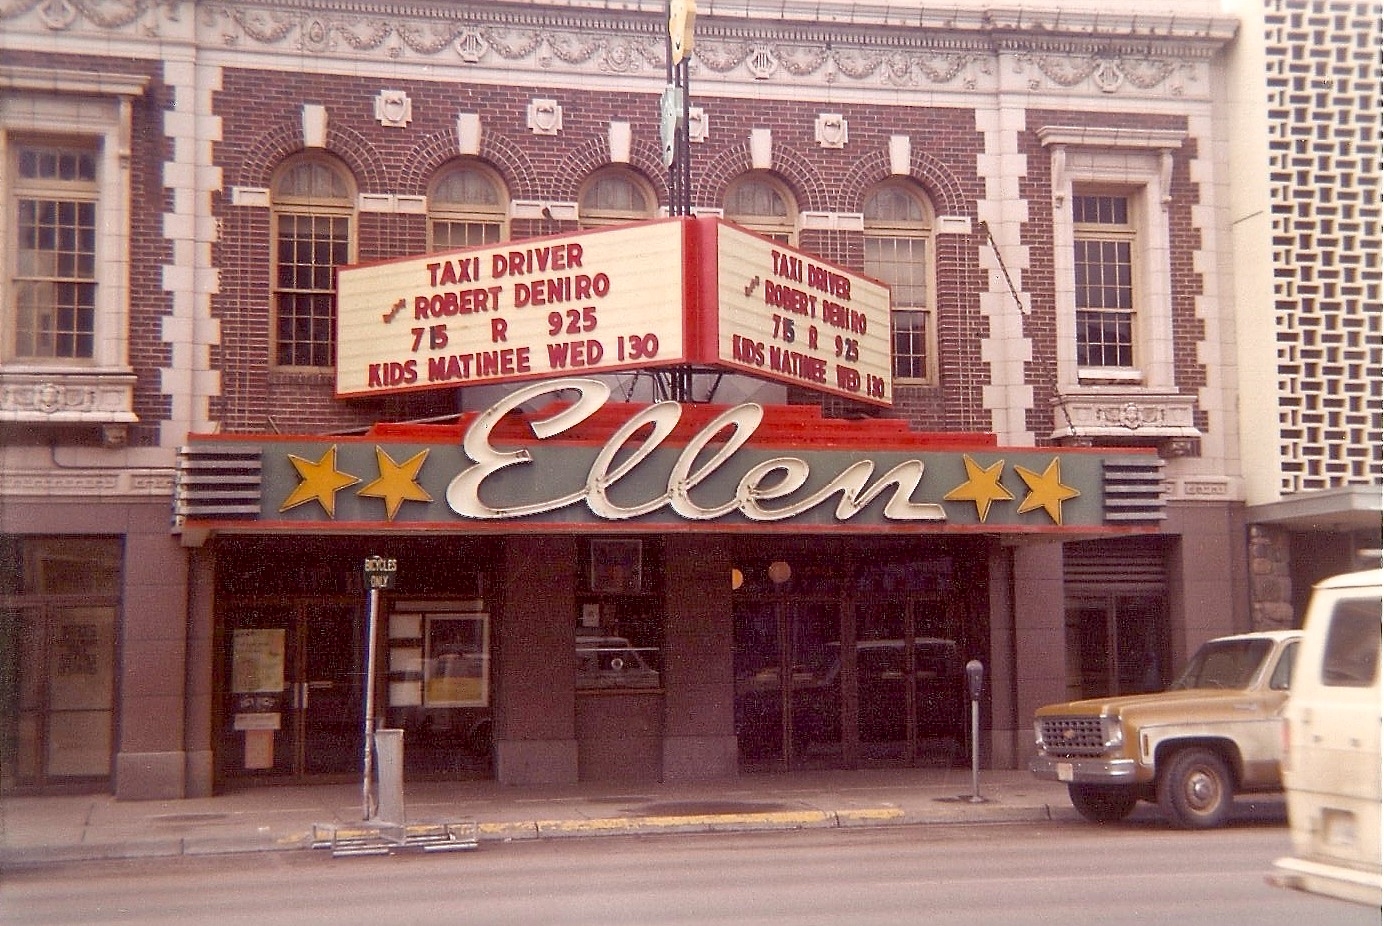 TAXI DRIVER
ROBERT DENIRO
715 R 925
KIDS MATINEE WED 130
TAXI DRIVER
ROBERT DENIRO
715 R 925
KIDS MATINEE WED 130
Ellen
BICYCLES
ONLY